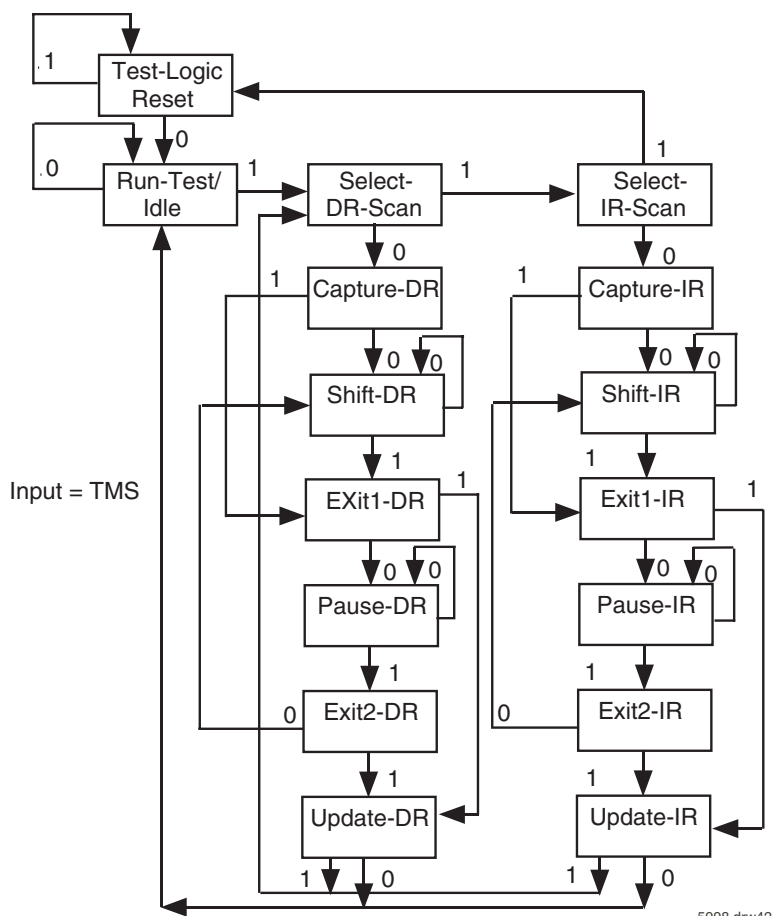 .1
Test-Logic
Reset
0
1
.0
Run-Test/
Idle
1
Select-
DR-Scan
1
Select-
IR-Scan
0
0
1
Capture-DR
1
Capture-IR
0
0
0
0
Shift-DR
Shift-IR
1
1
Input = TMS
EXit1-DR
1
Exit1-IR
1
0
0
0
0
Pause-DR
Pause-IR
1
1
0
Exit2-DR
0
Exit2-IR
1
1
Update-DR
Update-IR
1
0
1
0